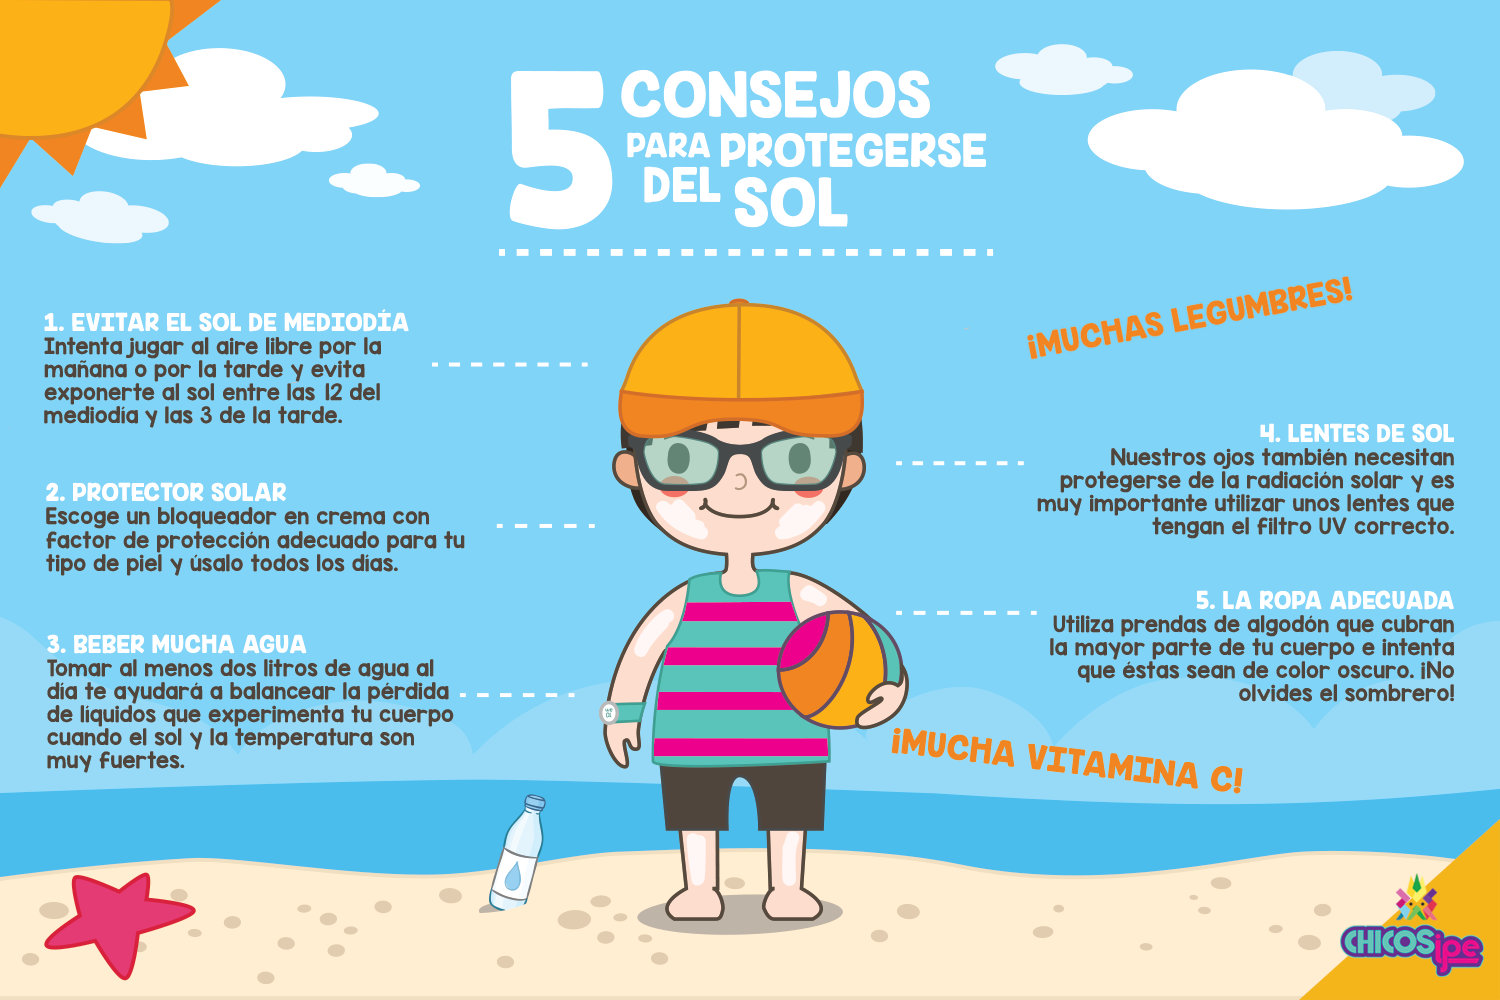 5 CONSEJOS
PARA PROTEGERSE
DEL SOL
1. EVITAR EL SOL DE MEDIODÍA
Intenta jugar al aire libre por la
mañana o por la tarde y evita
exponerte al sol entre las 12 del
mediodía y las 3 de la tarde.
2. PROTECTOR SOLAR
Escoge un bloqueador en crema con
factor de protección adecuado para tu
tipo de piel y úsalo todos los días.
3. BEBER MUCHA AGUA
Tomar al menos dos litros de agua al
día te ayudará a balancear la pérdida
de líquidos que experimenta tu cuerpo
cuando el sol y la temperatura son
muy fuertes.
¡MUCHAS LEGUMBRES!
4. LENTES DE SOL
Nuestros ojos también necesitan
protegerse de la radiación solar y es
muy importante utilizar unos lentes que
tengan el filtro UV correcto.
5. LA ROPA ADECUADA
Utiliza prendas de algodón que cubran
la mayor parte de tu cuerpo e intenta
que éstas sean de color oscuro. ¡No
olvides el sombrero!
¡MUCHA VITAMINA C!
CHICOSipe